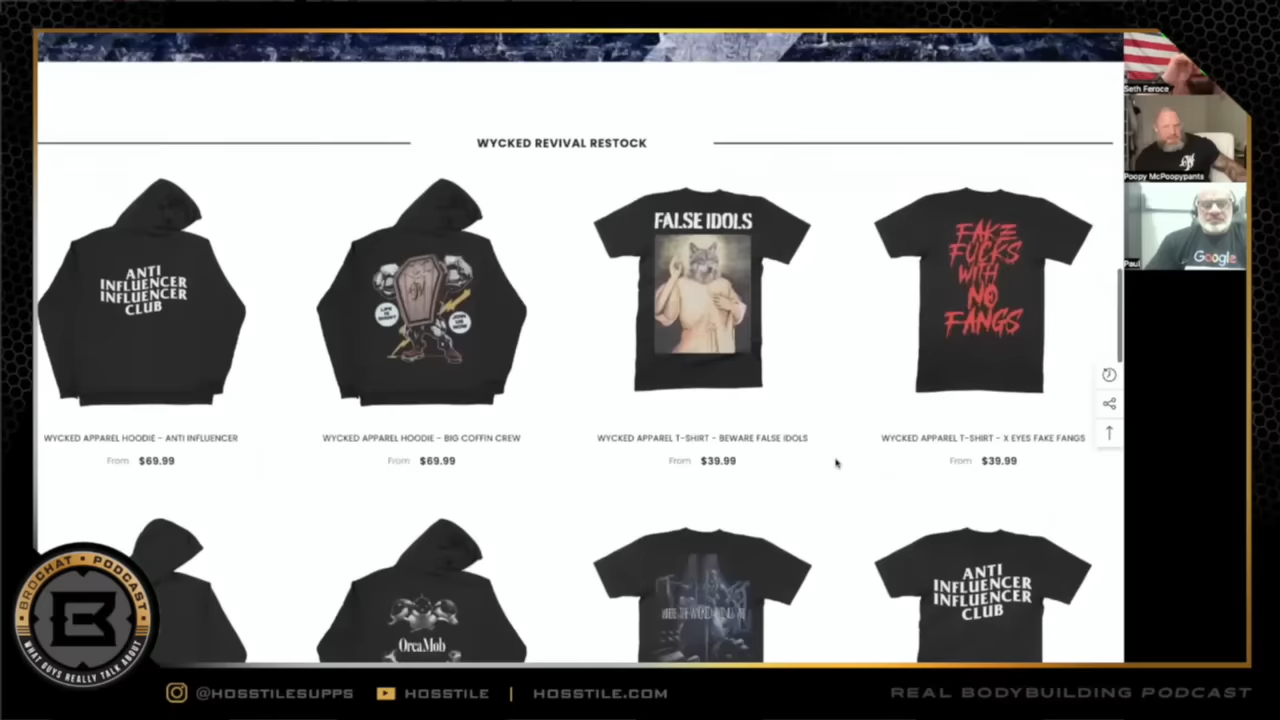 WYCKED REVIVAL RESTOCK
Seth Feroce
Poopy McPoopypants
Google
Paul
ANTI
INFLUENCER
INFLUENCER
CLUB
LIFE
IS
FALSE IDOLS
FAKE
FUCKS
WITH
NO
FANGS
WYCKED APPAREL HOODIE - ANTI INFLUENCER
From $69.99
WYCKED APPAREL HOODIE - BIG COFFIN CREW
From $69.99
WYCKED APPAREL T-SHIRT - BEWARE FALSE IDOLS
From $39.99
WYCKED APPAREL T-SHIRT - X EYES FAKE FANGS
From $39.99
OrcaMob
ANTI
INFLUENCER
INFLUENCER
CLUB
BROCHAT • PODCAST
B
WHAT GUYS REALLY TALK ABOUT
@HOSSTILESUPPS HOSSTILE | HOSSTILE.COM
REAL BODYBUILDING PODCAST